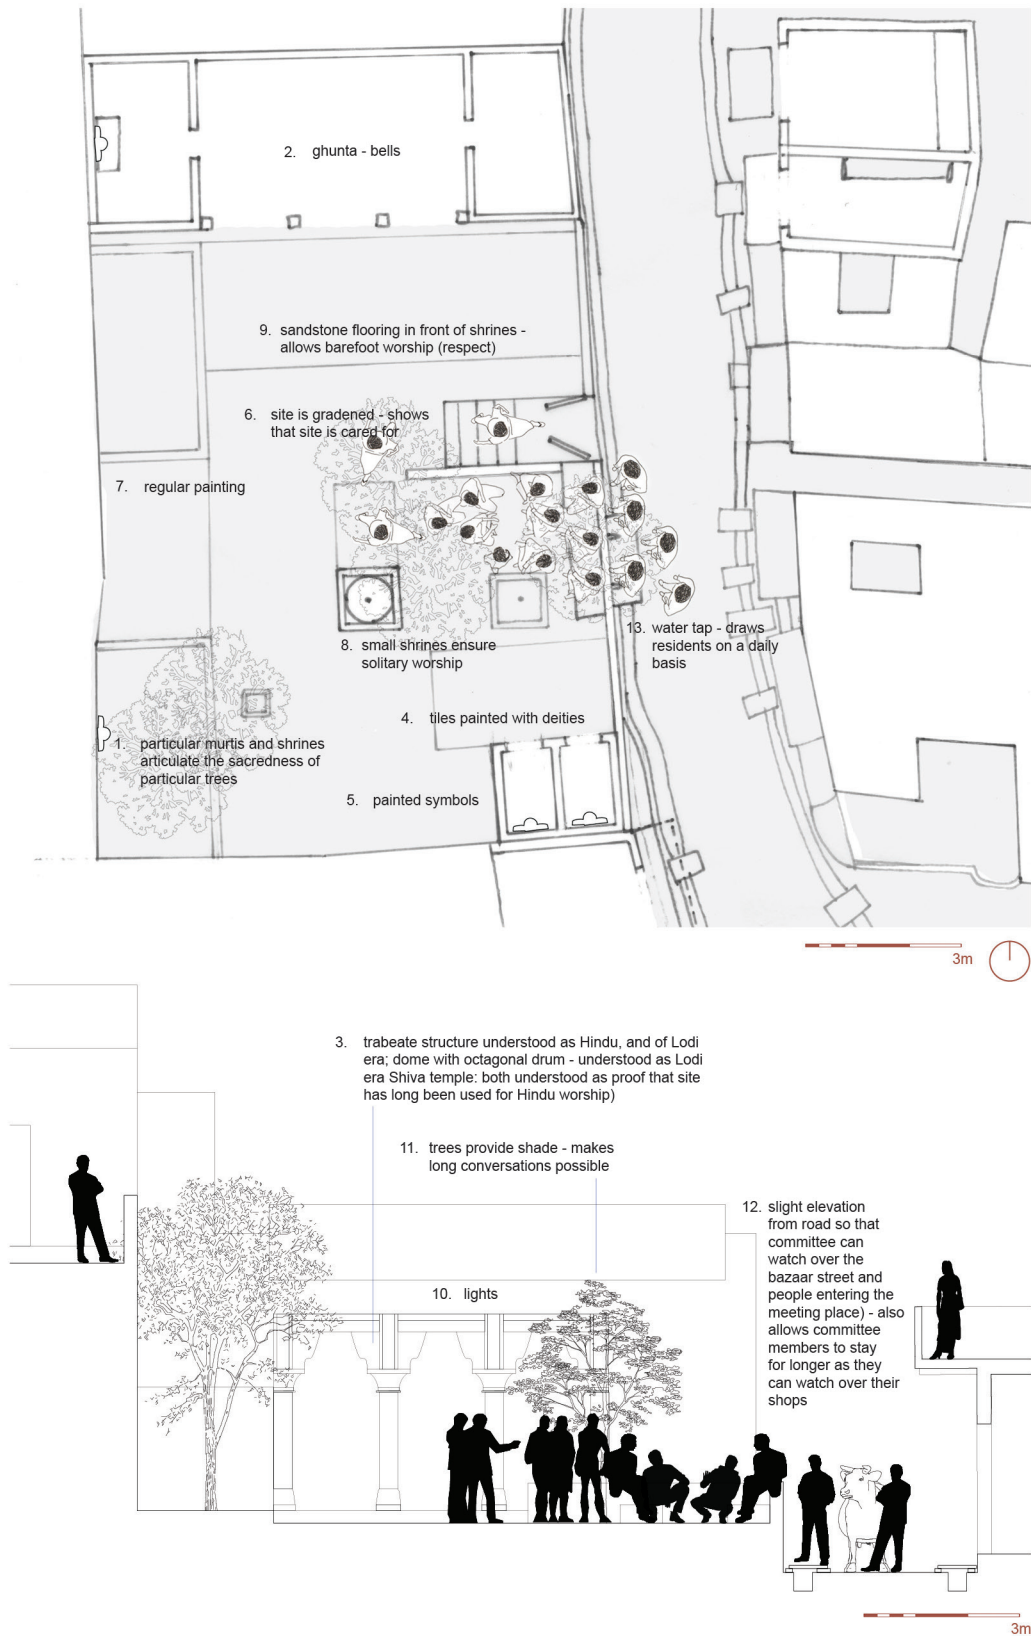 2. ghunta - bells
9. sandstone flooring in front of shrines -
allows barefoot worship (respect)
6. site is gradened - shows
that site is cared for
7. regular painting
8. small shrines ensure
solitary worship
13. water tap - draws
residents on a daily
basis
4. tiles painted with deities
1. particular murtis and shrines
articulate the sacredness of
particular trees
5. painted symbols
3m
3. trabeate structure understood as Hindu, and of Lodi
era; dome with octagonal drum - understood as Lodi
era Shiva temple: both understood as proof that site
has long been used for Hindu worship)
11. trees provide shade - makes
long conversations possible
12. slight elevation
from road so that
committee can
watch over the
bazaar street and
people entering the
meeting place) - also
allows committee
members to stay
for longer as they
can watch over their
shops
10. lights
3m